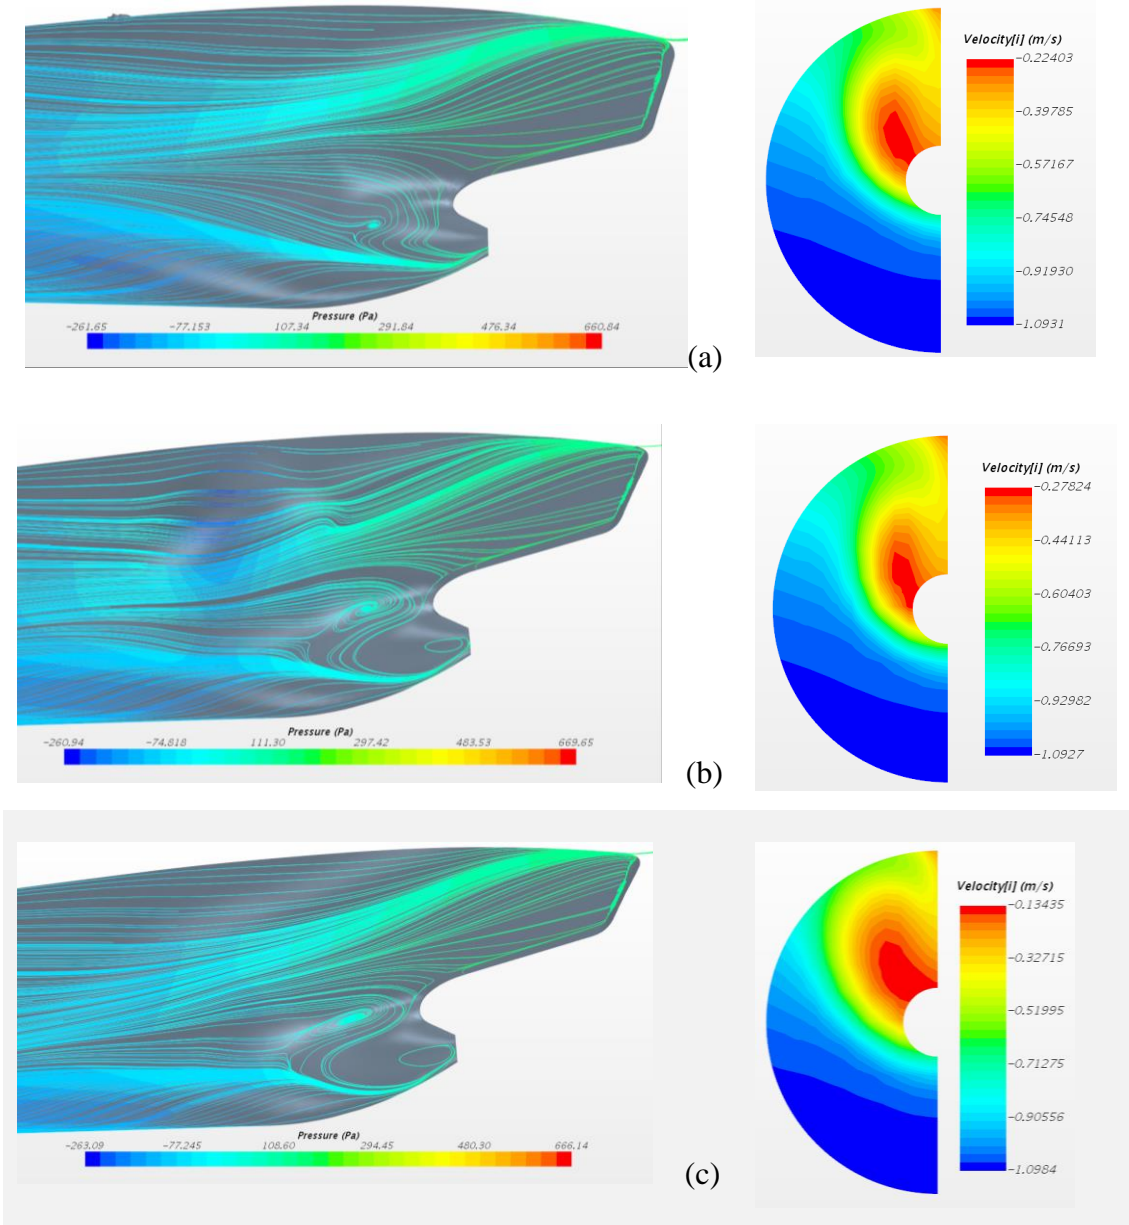 Velocity[i] (m/s)
-0.22403
-0.39785
-0.57167
-0.74548
-0.91930
-1.0931
Pressure (Pa)
-261.65 -77.153 107.34 291.84 476.34 660.84
(a)
Velocity[i] (m/s)
-0.27824
-0.44113
-0.60403
-0.76693
-0.92982
-1.0927
Pressure (Pa)
-260.94 -74.818 111.30 297.42 483.53 669.65
(b)
Velocity[i] (m/s)
-0.13435
-0.32715
-0.51995
-0.71275
-0.90556
-1.0984
Pressure (Pa)
-263.09 -77.245 108.60 294.45 480.30 666.14
(c)